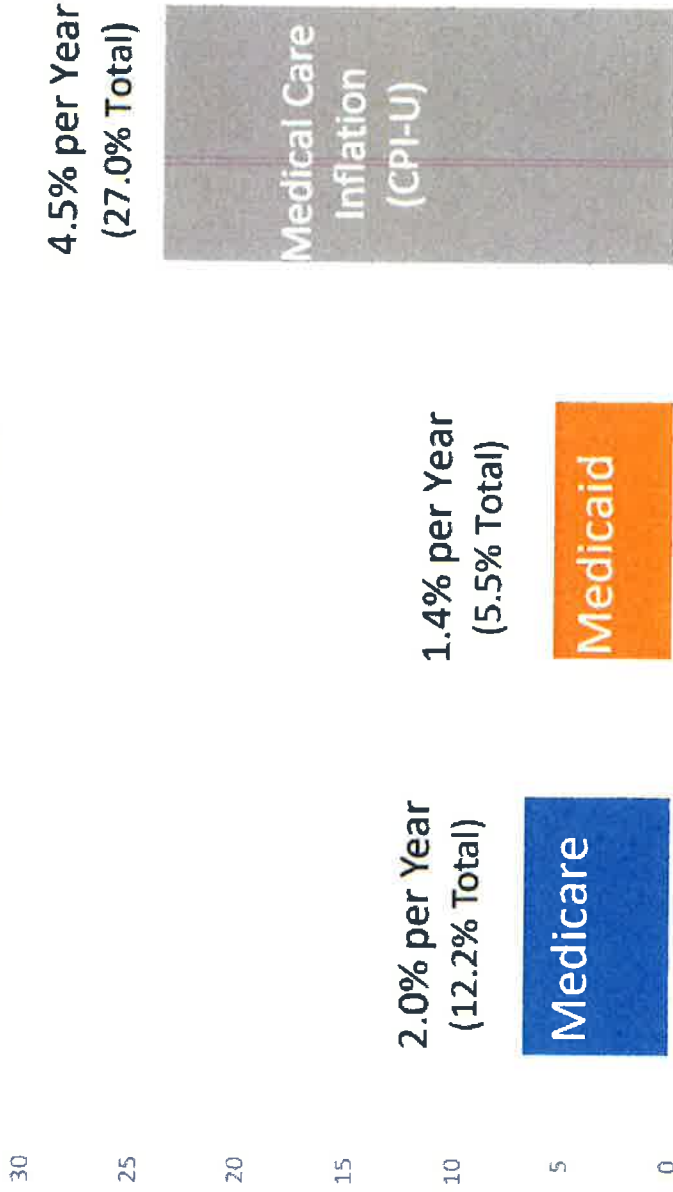 30
25
20
15
10
5
0
2.0% per Year
(12.2% Total)
Medicare
1.4% per Year
(5.5% Total)
Medicaid
4.5% per Year
(27.0% Total)
Medical Care
Inflation
(CPI-U)